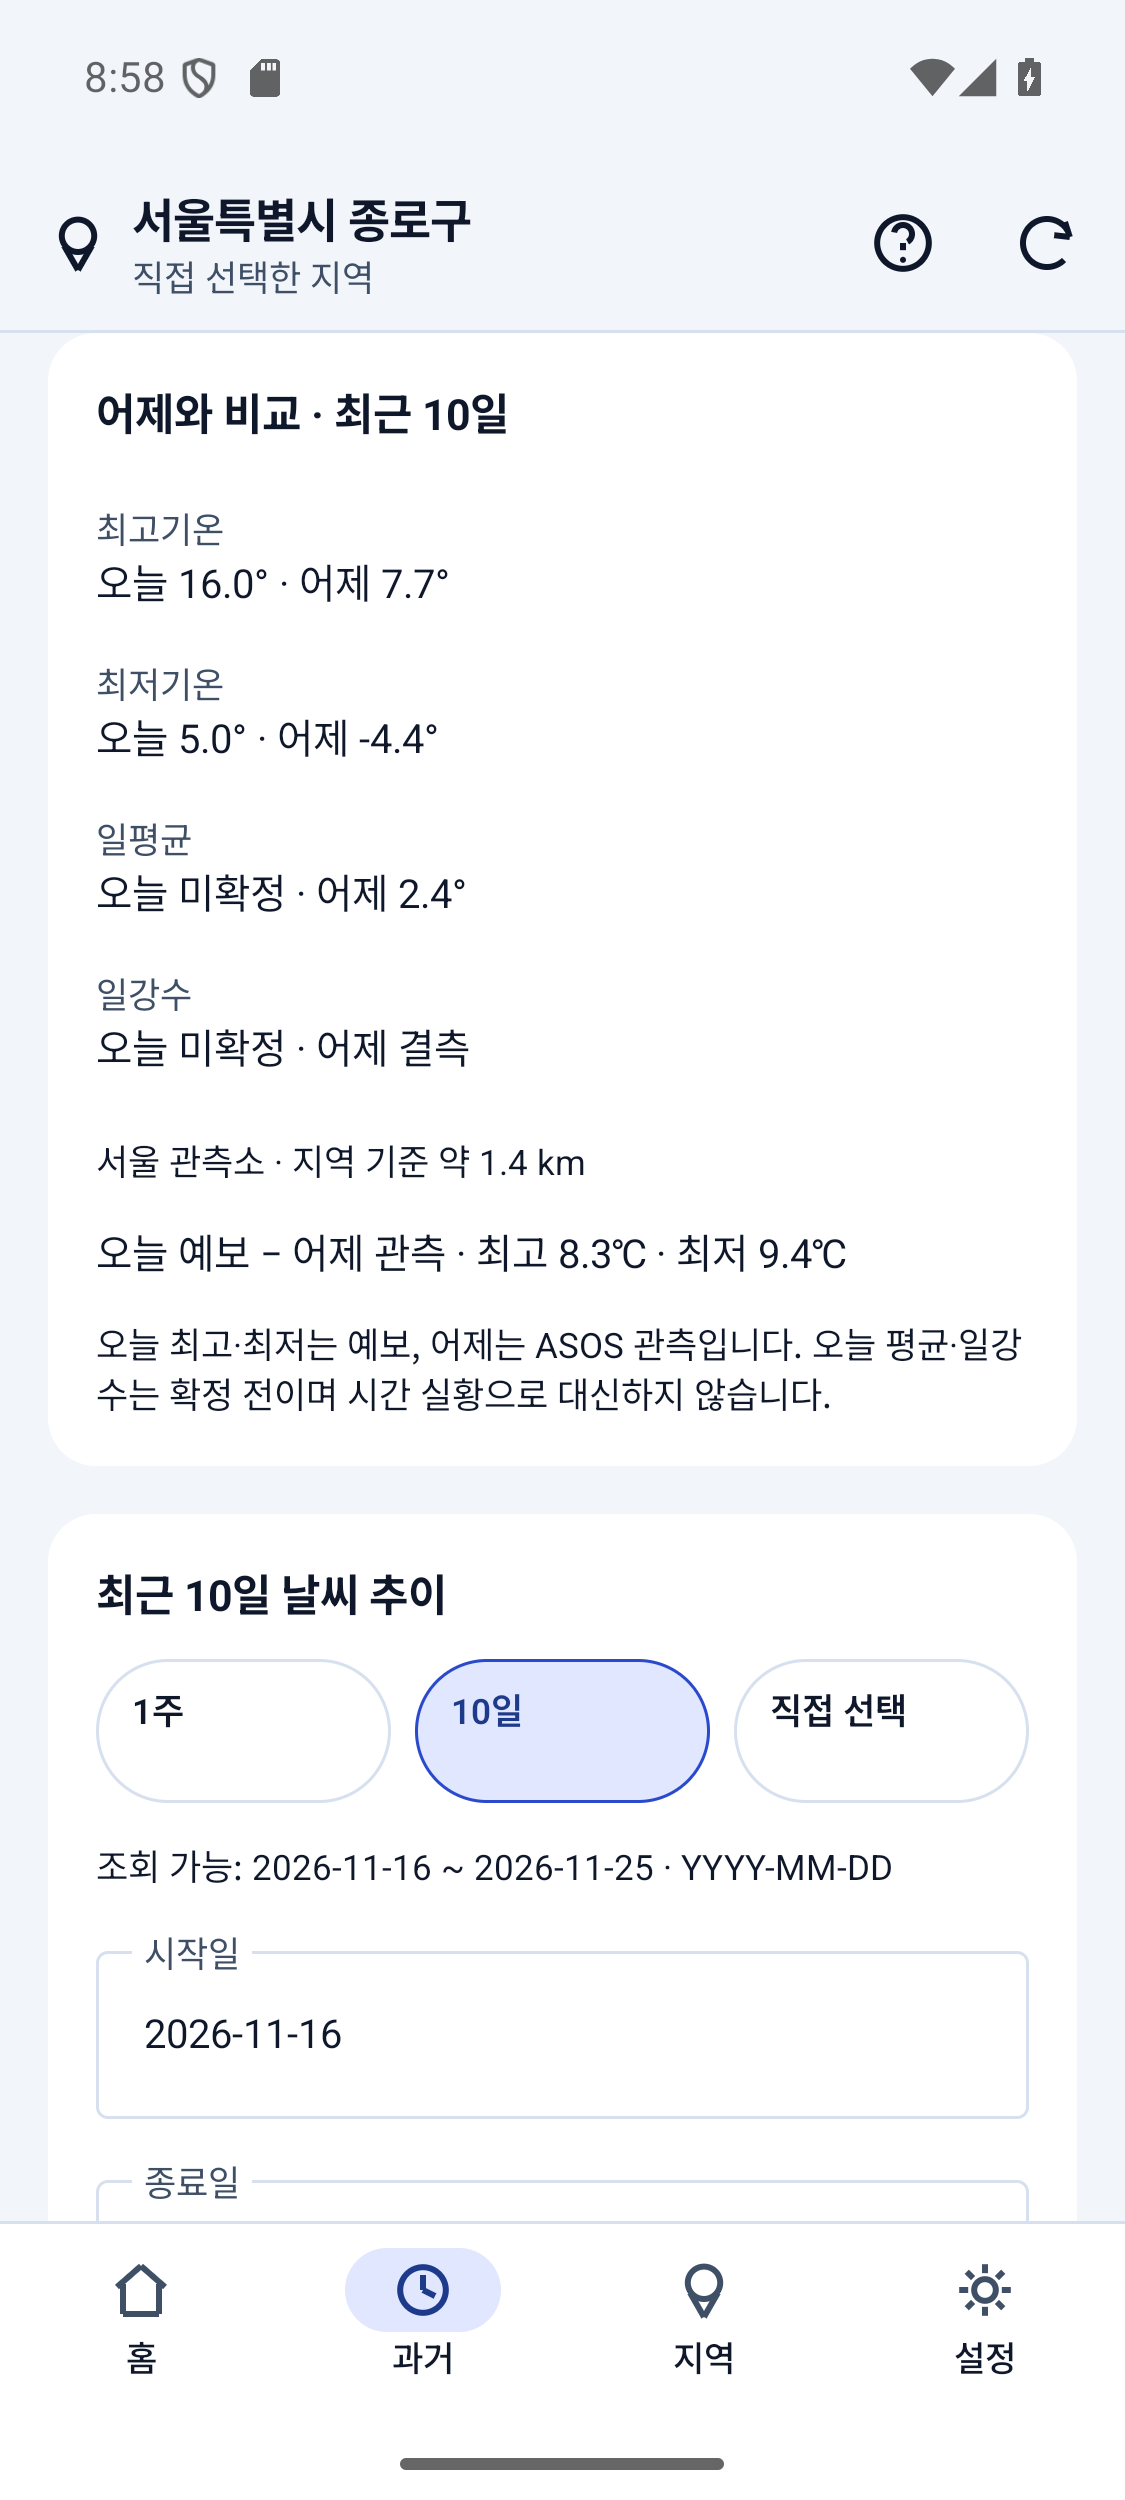 8:58
서울특별시 종로구
직접 선택한 지역
어제와 비교 · 최근 10일
최고기온
오늘 16.0° · 어제 7.7°
최저기온
오늘 5.0° · 어제 -4.4°
일평균
오늘 미확정 · 어제 2.4°
일강수
오늘 미확정 · 어제 결측
서울 관측소 · 지역 기준 약 1.4 km
오늘 예보 − 어제 관측 · 최고 8.3℃ · 최저 9.4℃
오늘 최고·최저는 예보, 어제는 ASOS 관측입니다. 오늘 평균·일강
수는 확정 전이며 시간 실황으로 대신하지 않습니다.
최근 10일 날씨 추이
1주
10일
직접 선택
조회 가능: 2026-11-16 ~ 2026-11-25 · YYYY-MM-DD
시작일
2026-11-16
종료일
홈
과거
지역
설정